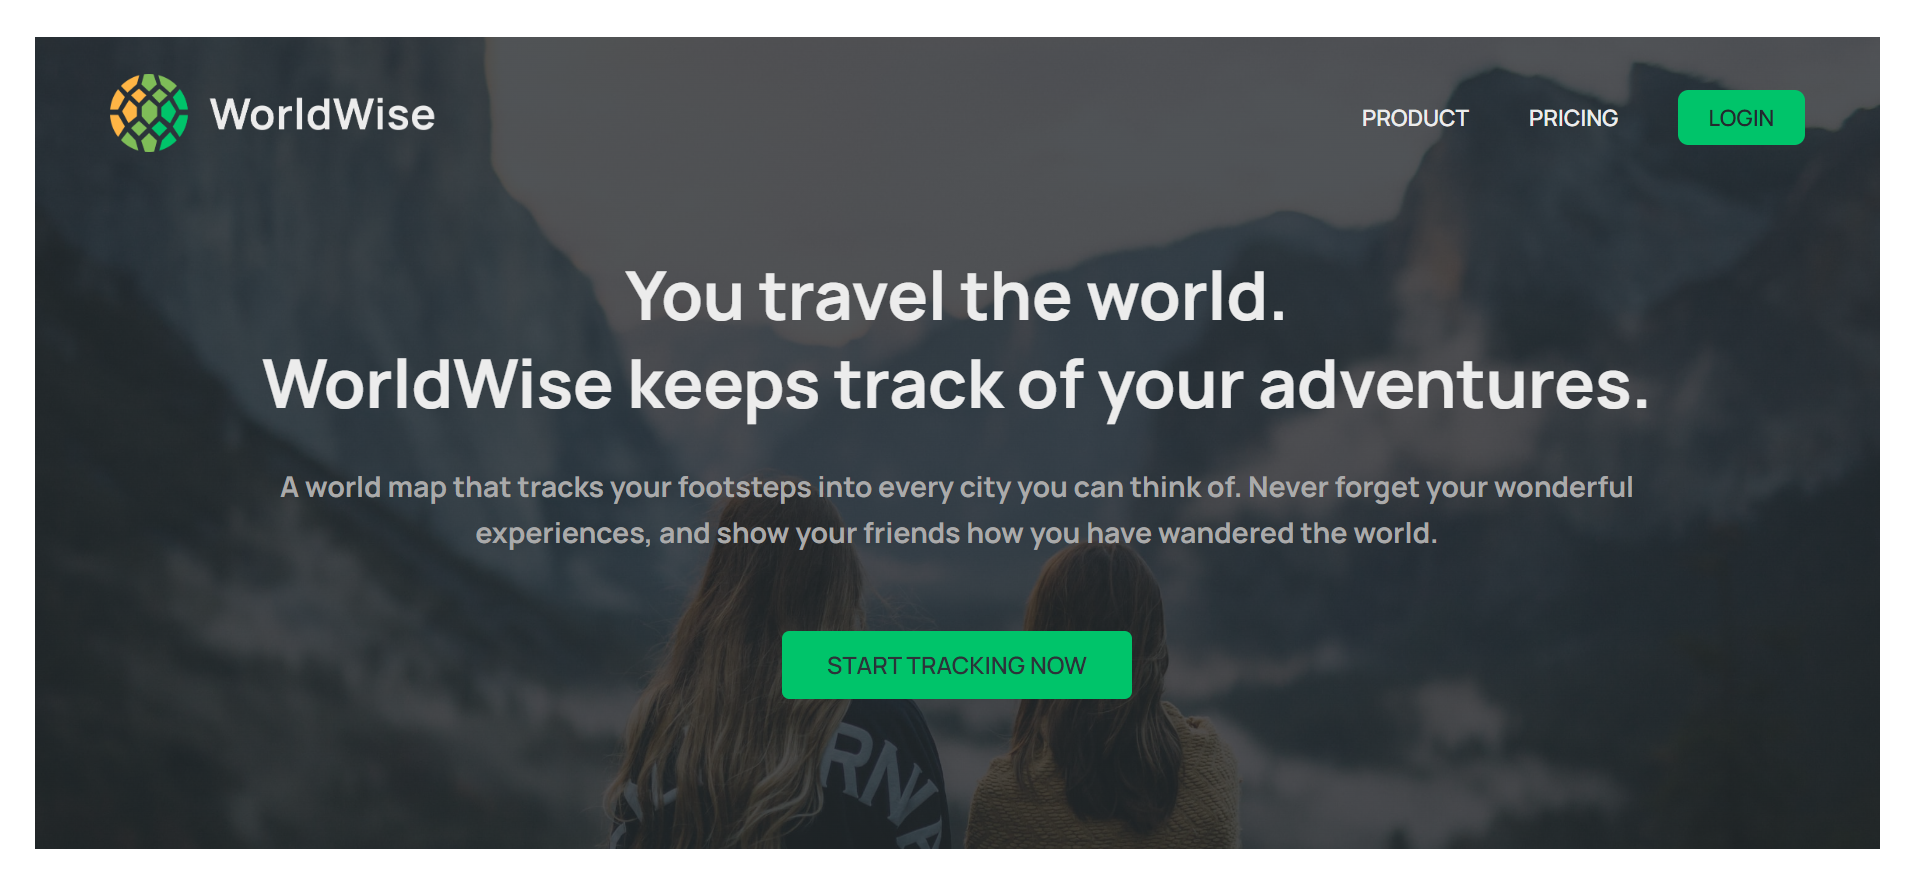 WorldWise
PRODUCT
PRICING
LOGIN
You travel the world.
WorldWise keeps track of your adventures.
A world map that tracks your footsteps into every city you can think of. Never forget your wonderful
experiences, and show your friends how you have wandered the world.
START TRACKING NOW